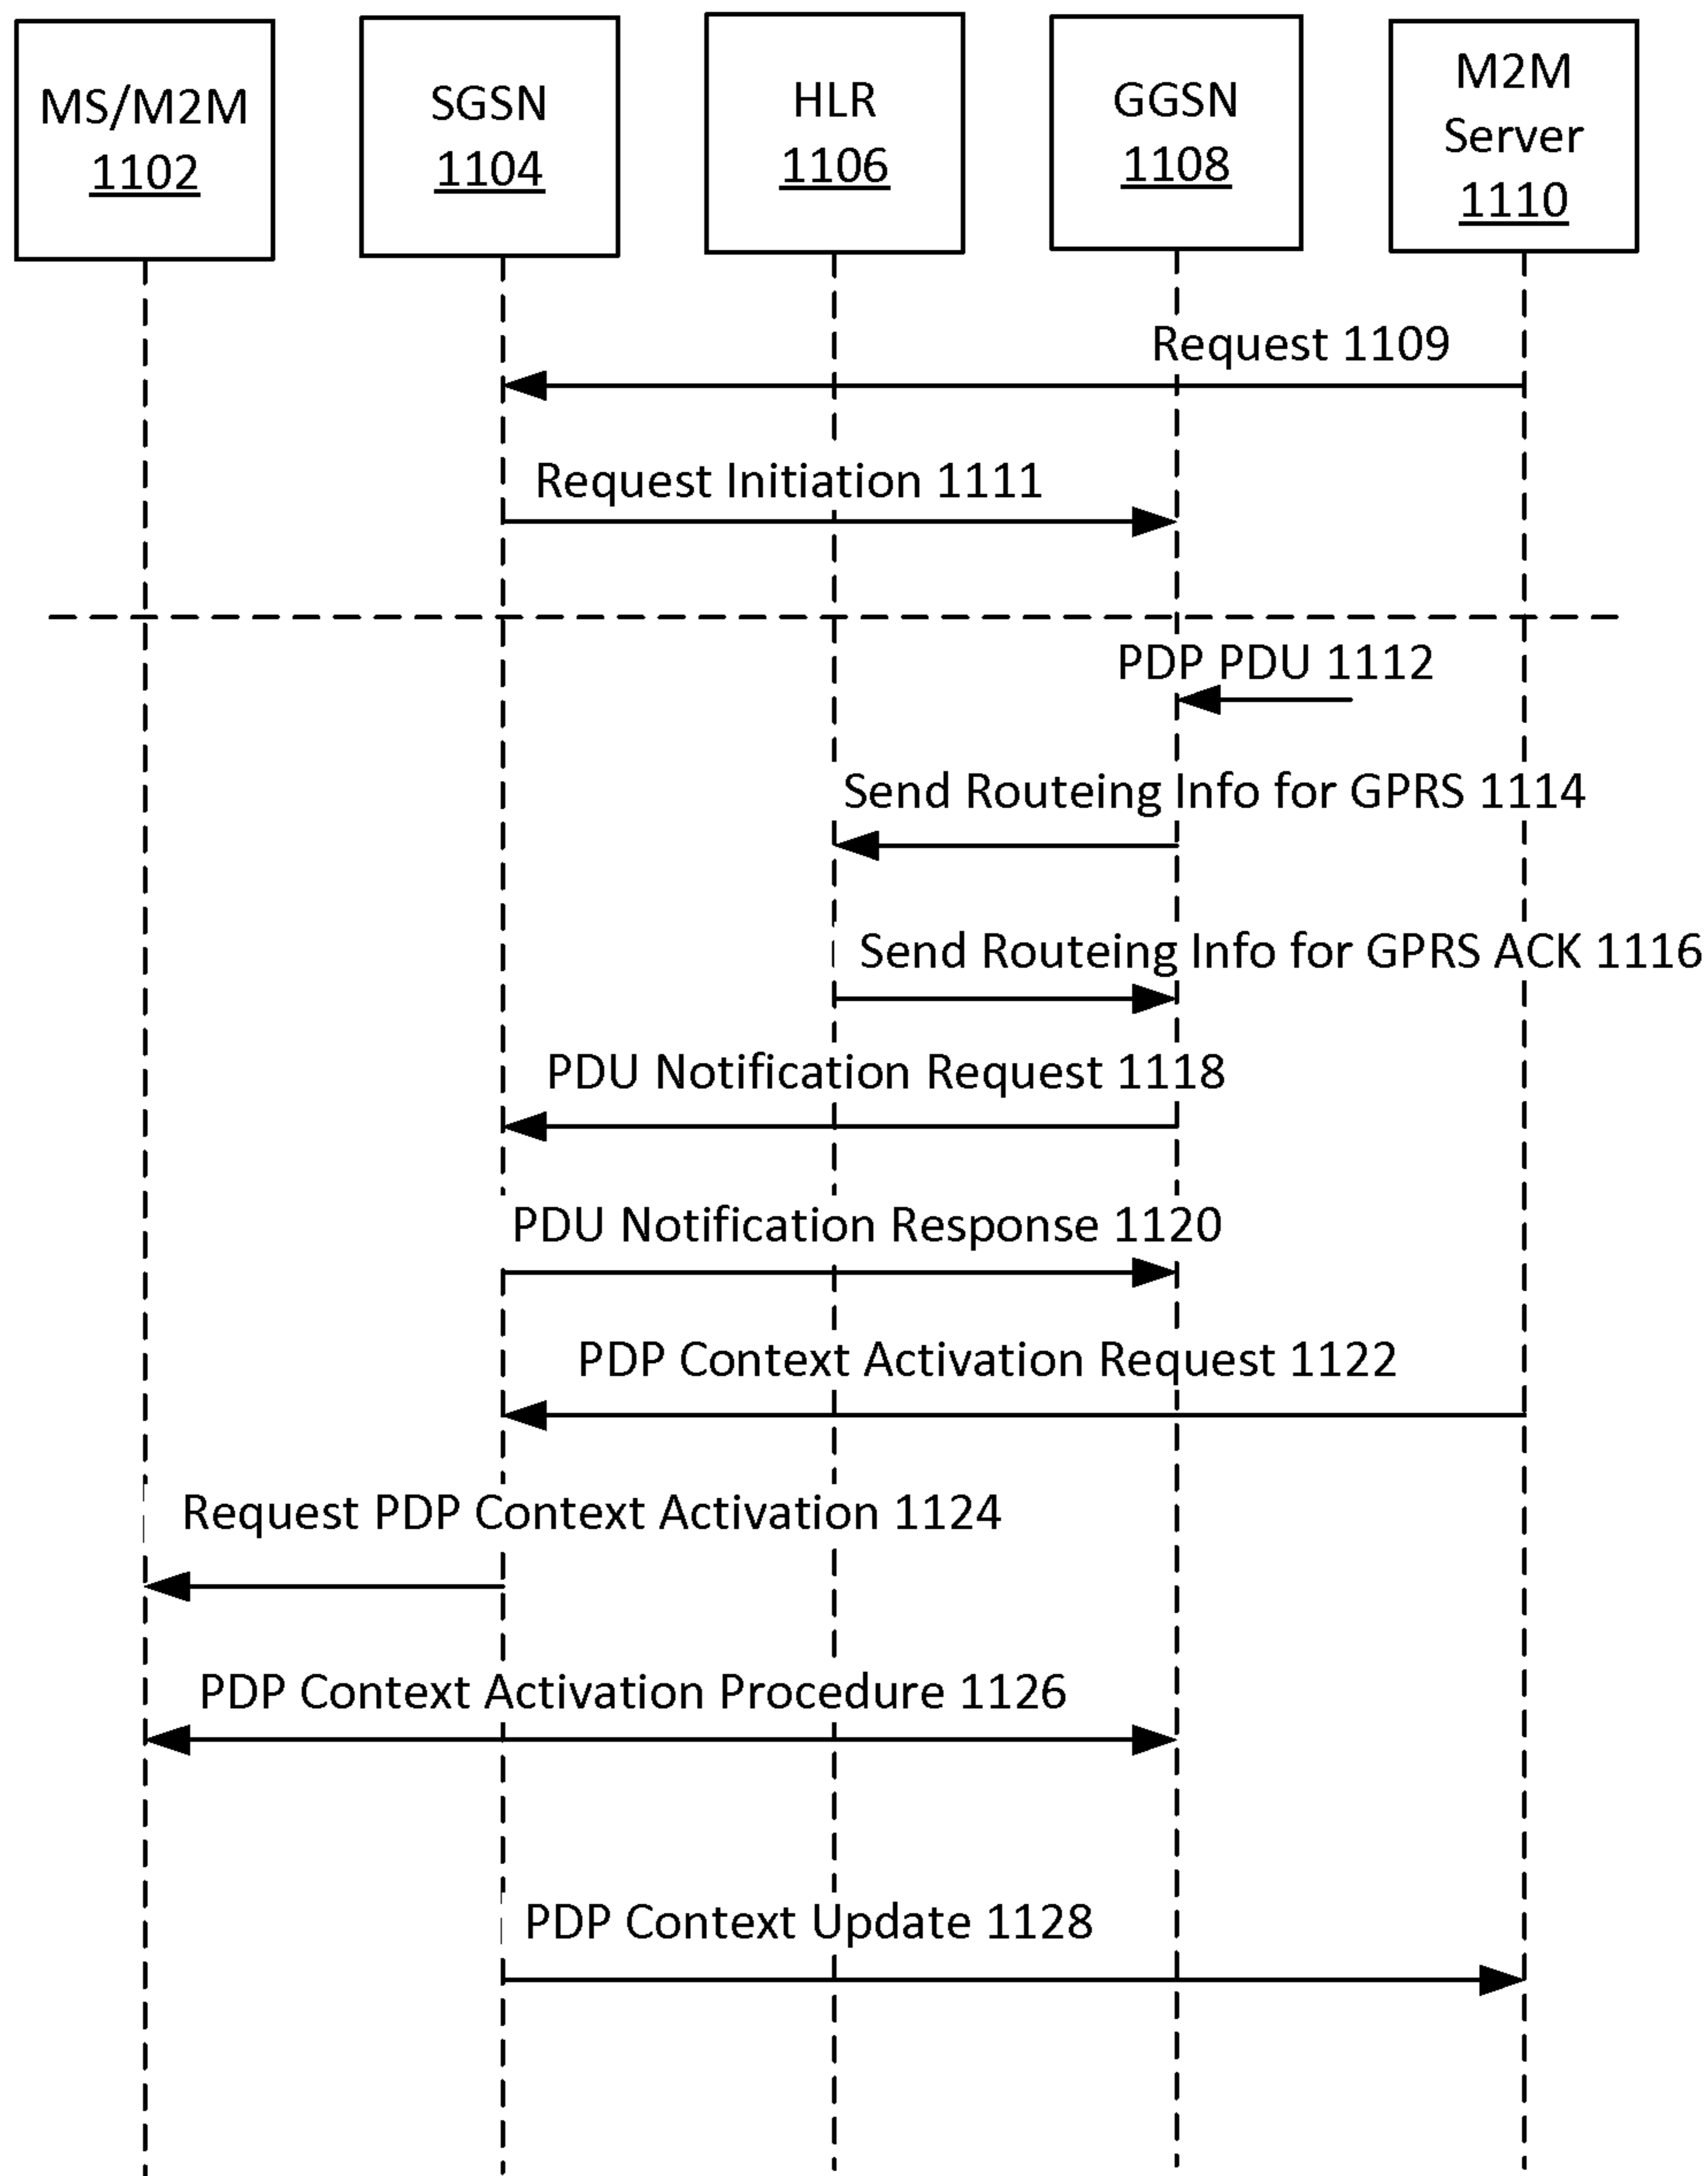 MS/M2M
1102
SGSN
1104
HLR
1106
GGSN
1108
M2M
Server
1110
Request 1109
Request Initiation 1111
PDP PDU 1112
Send Routeing Info for GPRS 1114
Send Routeing Info for GPRS ACK 1116
PDU Notification Request 1118
PDU Notification Response 1120
PDP Context Activation Request 1122
Request PDP Context Activation 1124
PDP Context Activation Procedure 1126
PDP Context Update 1128